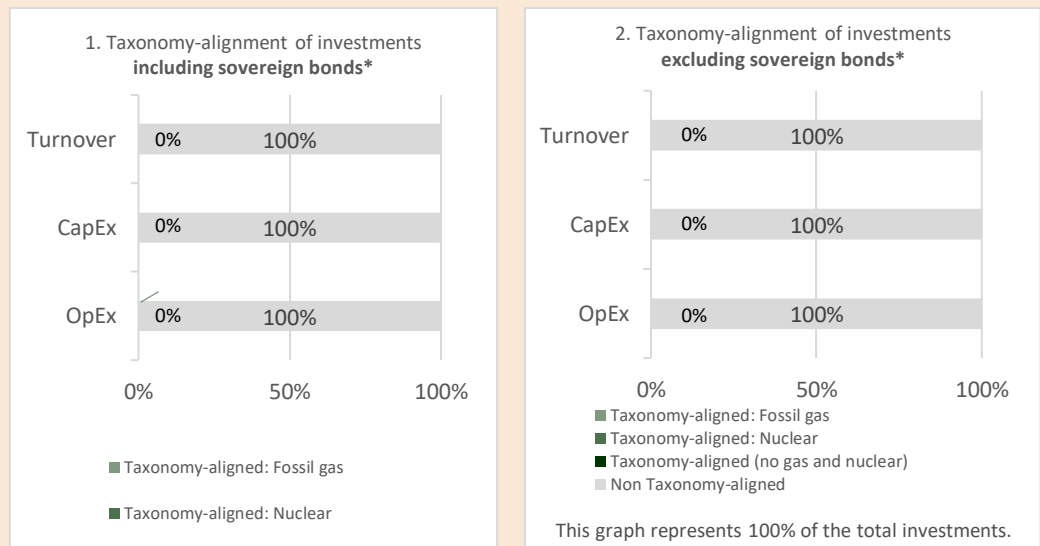 1. Taxonomy-alignment of investments
including sovereign bonds*
Turnover
0%
100%
CapEx
0%
100%
OpEx
0%
100%
0%
50%
100%
Taxonomy-aligned: Fossil gas
Taxonomy-aligned: Nuclear
2. Taxonomy-alignment of investments
excluding sovereign bonds*
Turnover
0%
100%
CapEx
0%
100%
OpEx
0%
100%
0%
50%
100%
Taxonomy-aligned: Fossil gas
Taxonomy-aligned: Nuclear
Taxonomy-aligned (no gas and nuclear)
Non Taxonomy-aligned
This graph represents 100% of the total investments.